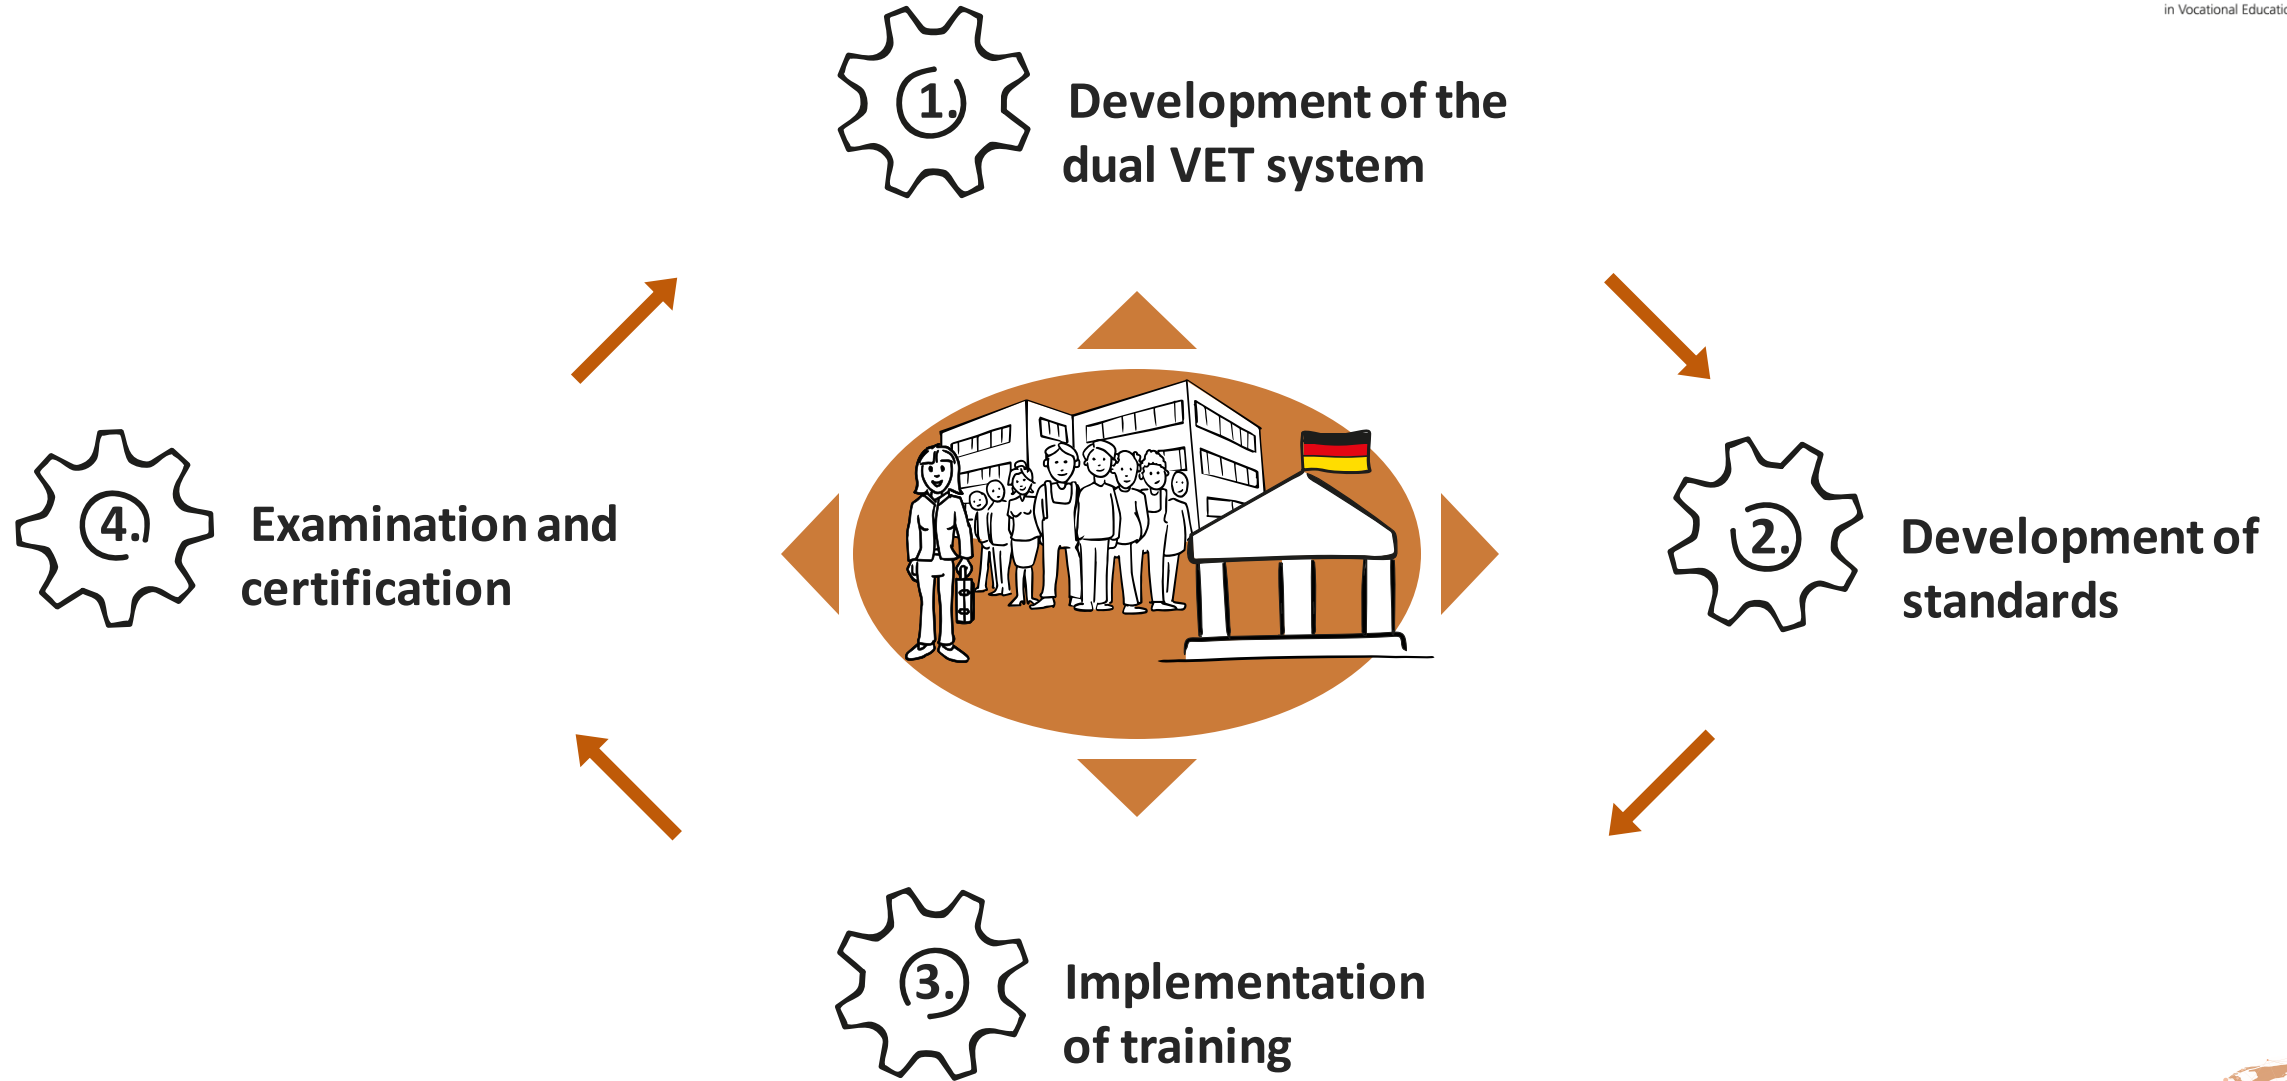 in Vocational Educatio
1.
Development of the
dual VET system
2.
Development of
standards
3.
Implementation
of training
4.
Examination and
certification